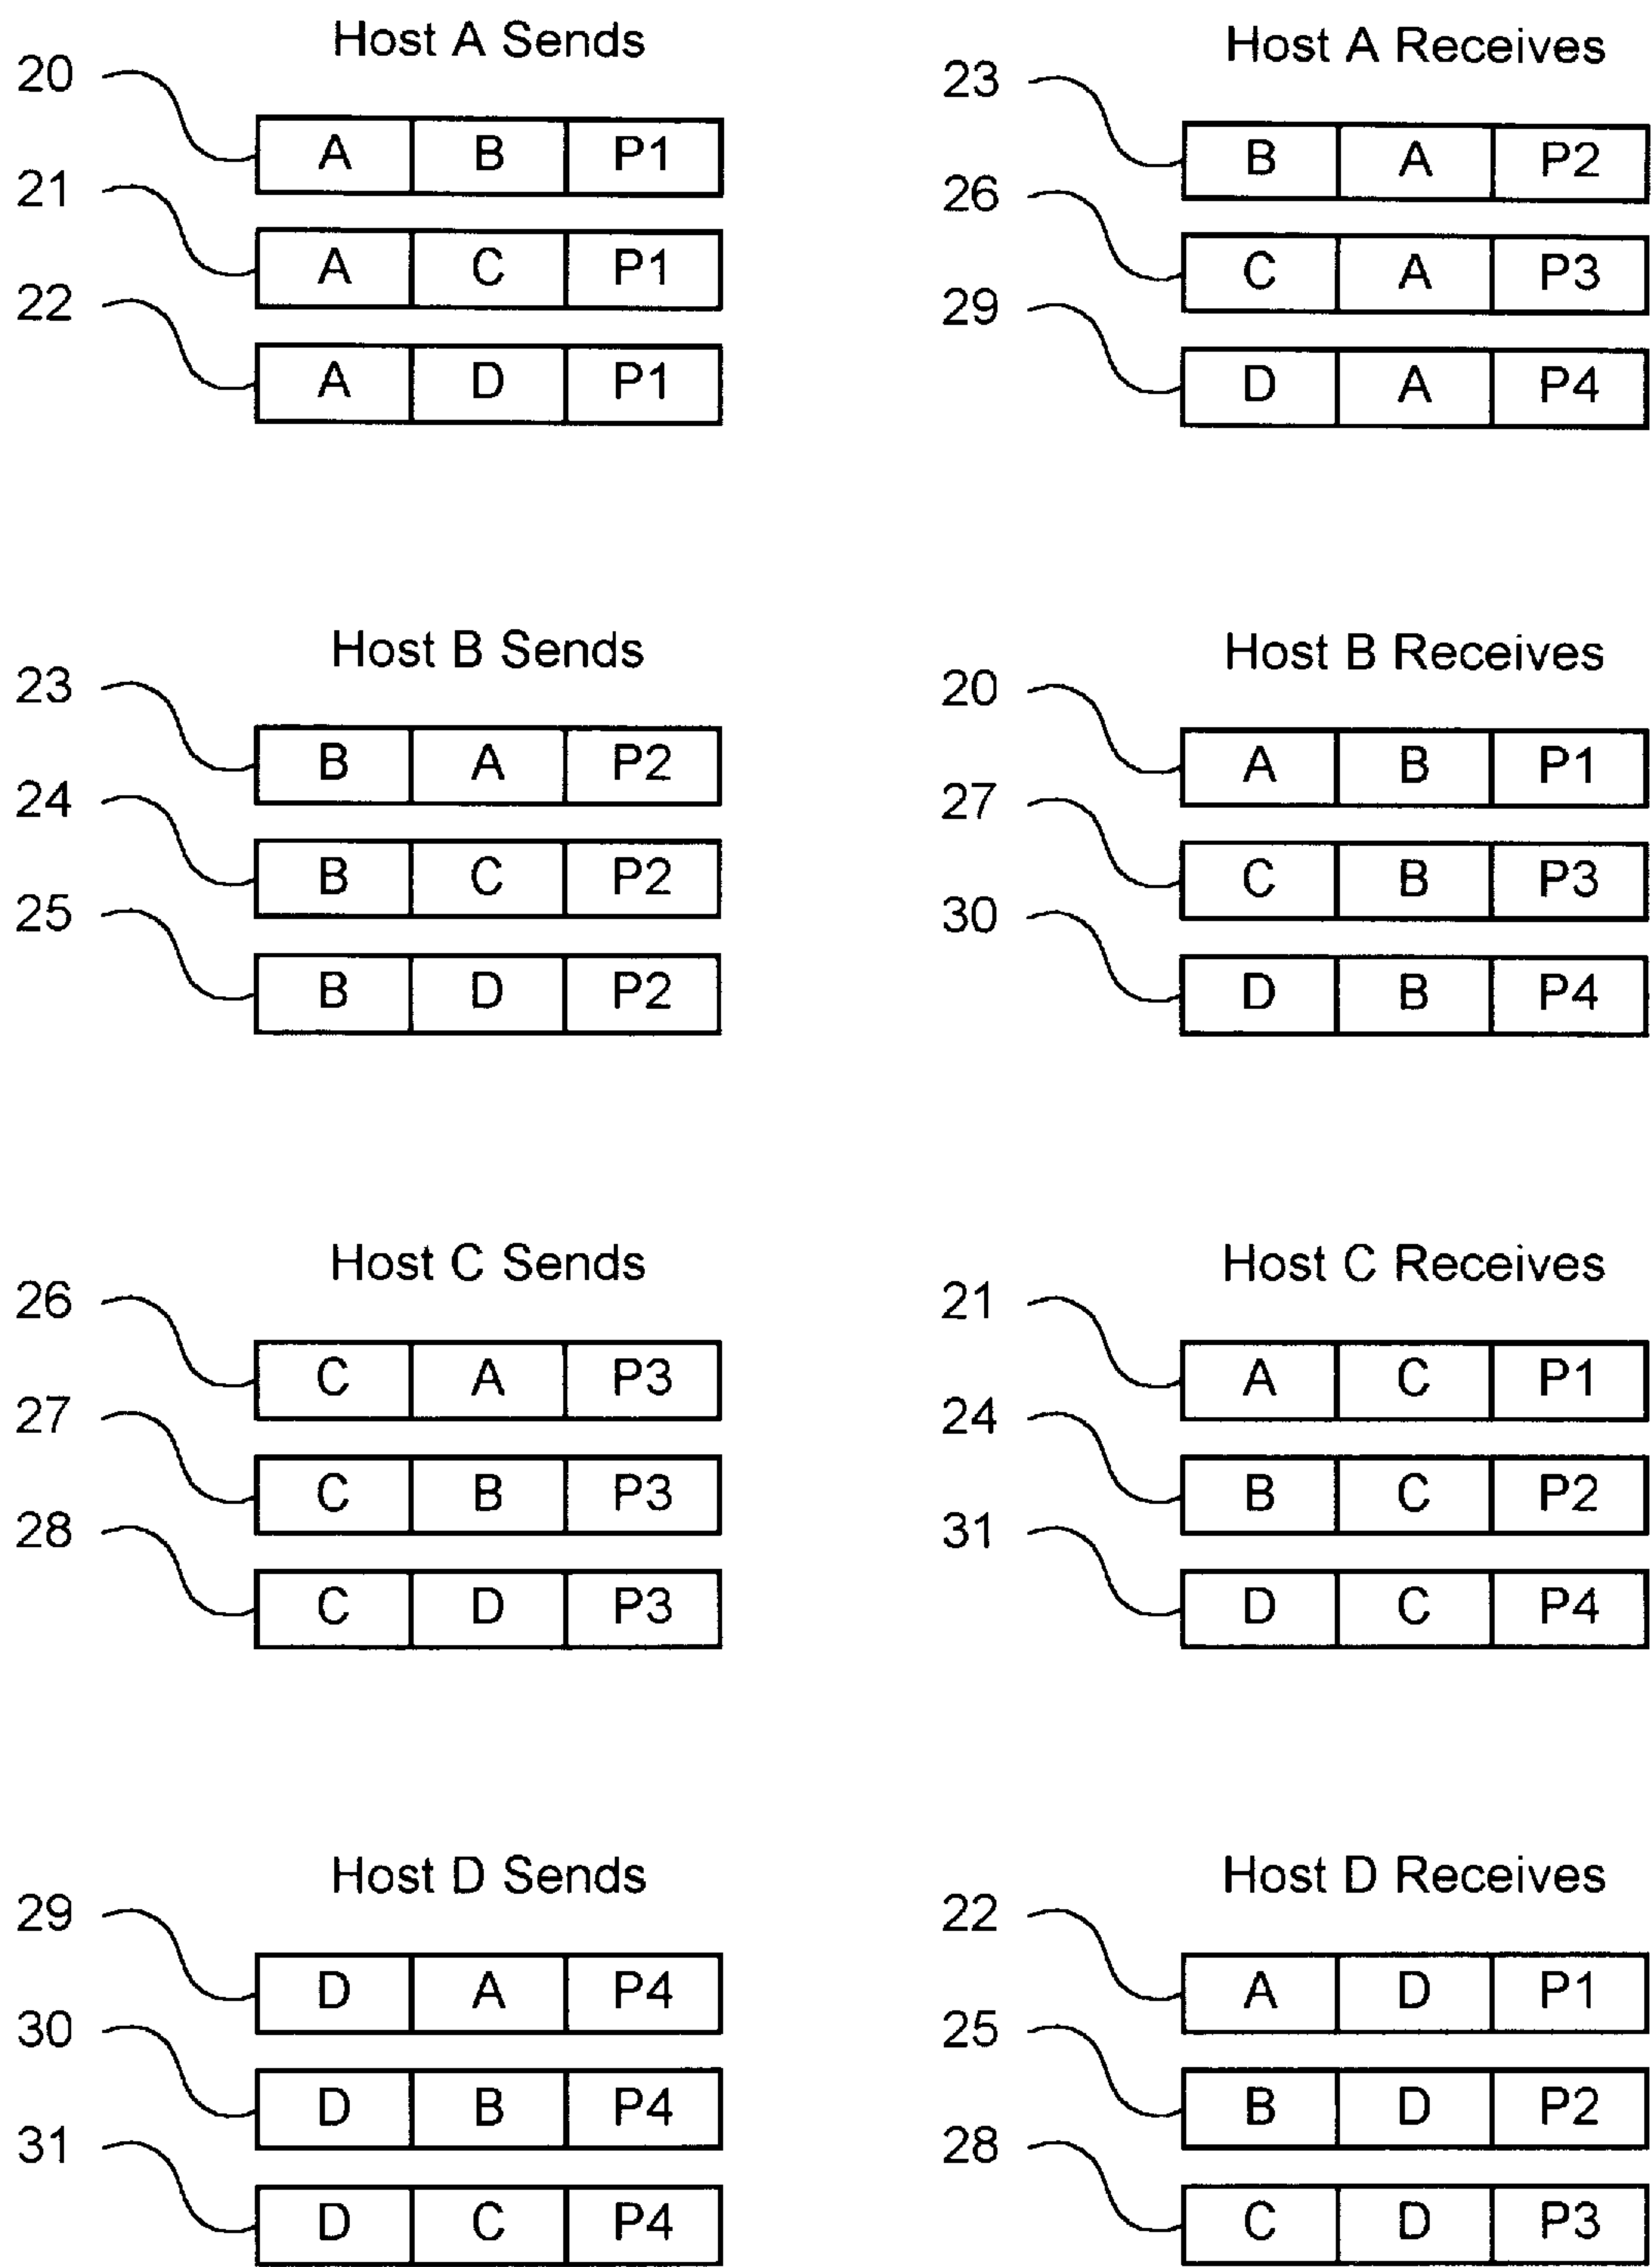 Host A Sends
20
A B P1
21
A C P1
22
A D P1
Host A Receives
23
B A P2
26
C A P3
29
D A P4
Host B Sends
23
B A P2
24
B C P2
25
B D P2
Host B Receives
20
A B P1
27
C B P3
30
D B P4
Host C Sends
26
C A P3
27
C B P3
28
C D P3
Host C Receives
21
A C P1
24
B C P2
31
D C P4
Host D Sends
29
D A P4
30
D B P4
31
D C P4
Host D Receives
22
A D P1
25
B D P2
28
C D P3